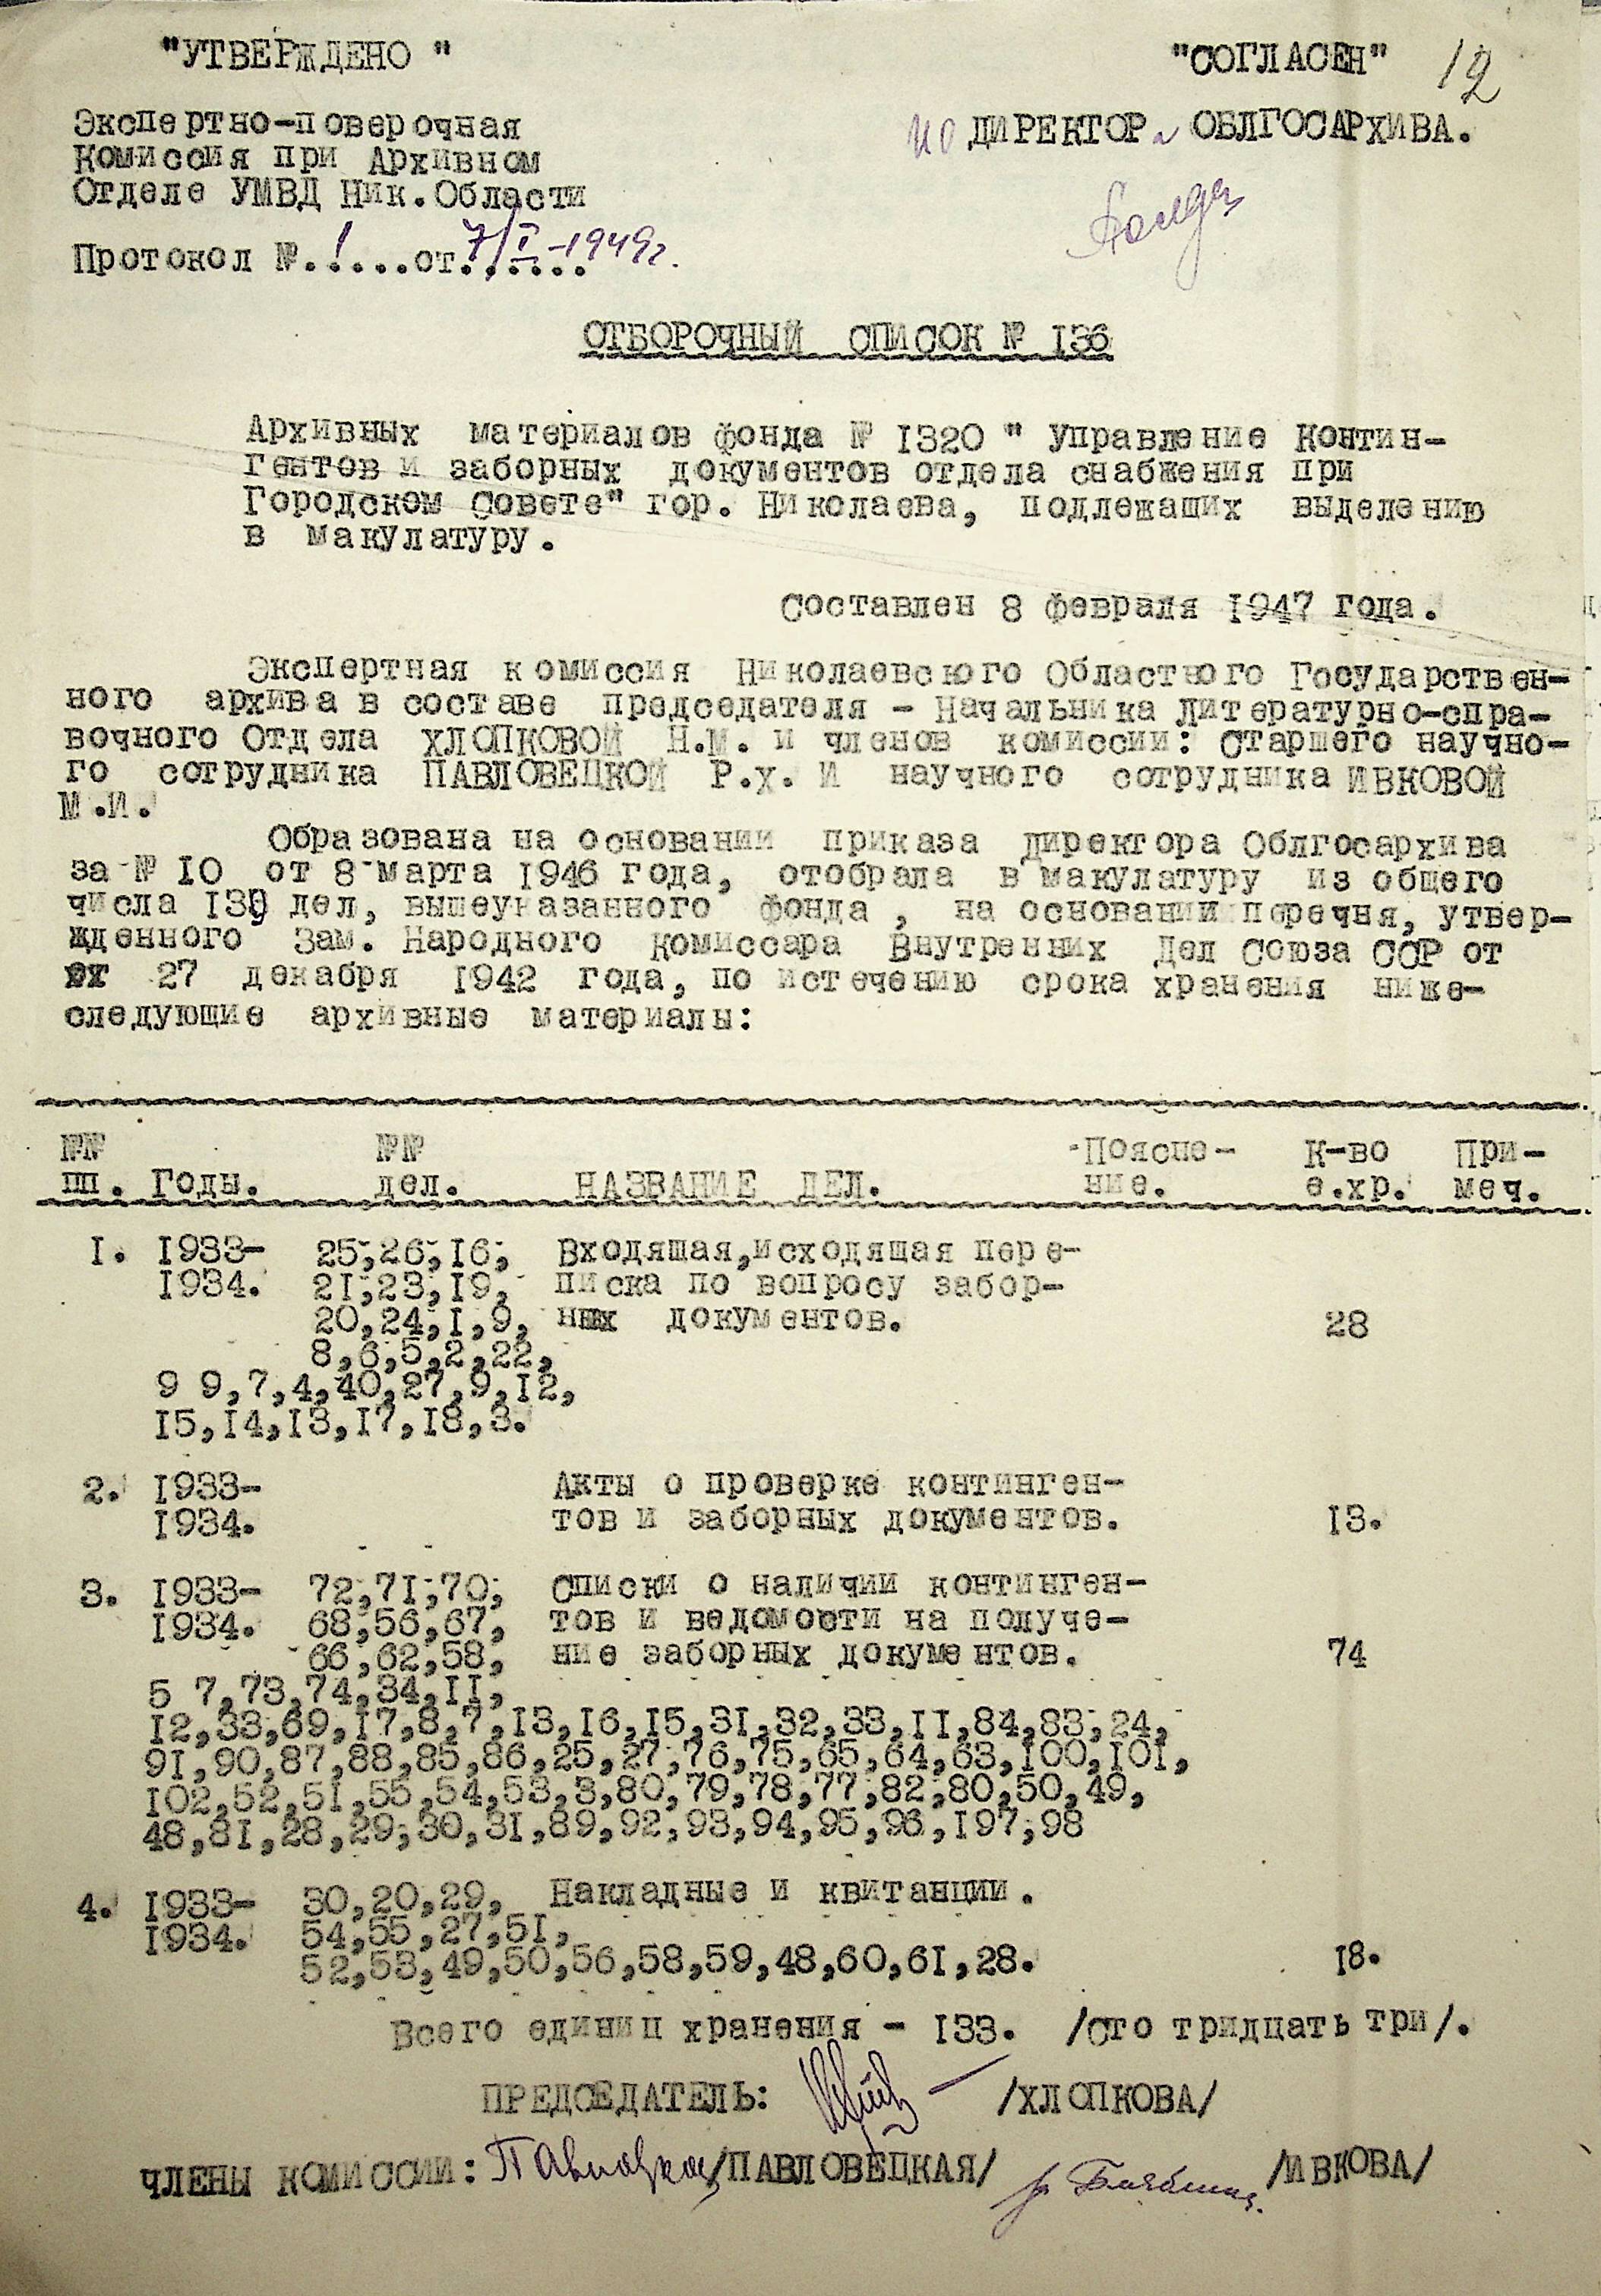 "УТВЕРЖДЕНО " "СОГЛАСЕН" 12
Экспертно-поверочная ио ДИРЕКТОРа ОБЛГОСАРХИВА.
Комиссия при Архивном
Отделе УМВД Ник.Области
Протокол №.1....от 7/I-1949г.
ОТБОРОЧНЫЙ СПИСОК № 136
Архивных материалов фонда № 1320 " Управление Контин-
гентов и заборных документов отдела снабжения при
Городском Совете" гор. Николаева, подлежащих выделению
в макулатуру.
Составлен 8 февраля 1947 года.
Экспертная комиссия Николаевского Областного Государствен-
ного архива в составе председателя - Начальника Литературно-спра-
вочного Отдела ХЛОПКОВОЙ Н.М. и членов комиссии: Старшего научно-
го сотрудника ПАВЛОВЕЦКОЙ Р.Х. И научного сотрудника ИВКОВОЙ
М.И.
Образована на основании приказа директора Облгосархива
за № 10 от 8 марта 1946 года, отобрала в макулатуру из общего
числа 139 дел, вышеуказанного фонда , на основании перечня, утвер-
жденного Зам. Народного Комиссара Внутренних Дел Союза ССР от
от 27 декабря 1942 года, по истечению срока хранения ниже-
следующие архивные материалы:
№№ №№ Поясне- К-во При-
пп. Годы. дел. НАЗВАНИЕ ДЕЛ. ние. е.хр. меч.
1. 1933- 25,26,16, Входящая,исходящая пере-
1934. 21,23,19, писка по вопросу забор-
20,24,1,9, ных документов. 28
8,6,5,2,22,
9 9,7,4,40,27,9,12,
15,14,13,17,18,3.
2. 1933- Акты о проверке континген-
1934. тов и заборных документов. 13.
3. 1933- 72,71,70, Списки о наличии континген-
1934. 68,56,67, тов и ведомости на получе-
66,62,58, ние заборных документов. 74
5 7,73,74,34,11,
12,33,69,17,8,7,13,16,15,31,32,33,11,84,83,24,
91,90,87,88,85,86,25,27,76,75,65,64,63,100,101,
102,52,51,55,54,53,3,80,79,78,77,82,80,50,49,
48,81,28,29,30,31,89,92,93,94,95,96,197,98
4. 1933- 30,20,29, Накладные и квитанции.
1934. 54,55,27,51,
52,53,49,50,56,58,59,48,60,61,28. 18.
Всего единиц хранения - 133. /сто тридцать три/.
ПРЕДСЕДАТЕЛЬ: /ХЛОПКОВА/
ЧЛЕНЫ КОМИССИИ: /ПАВЛОВЕЦКАЯ/ /ИВКОВА/